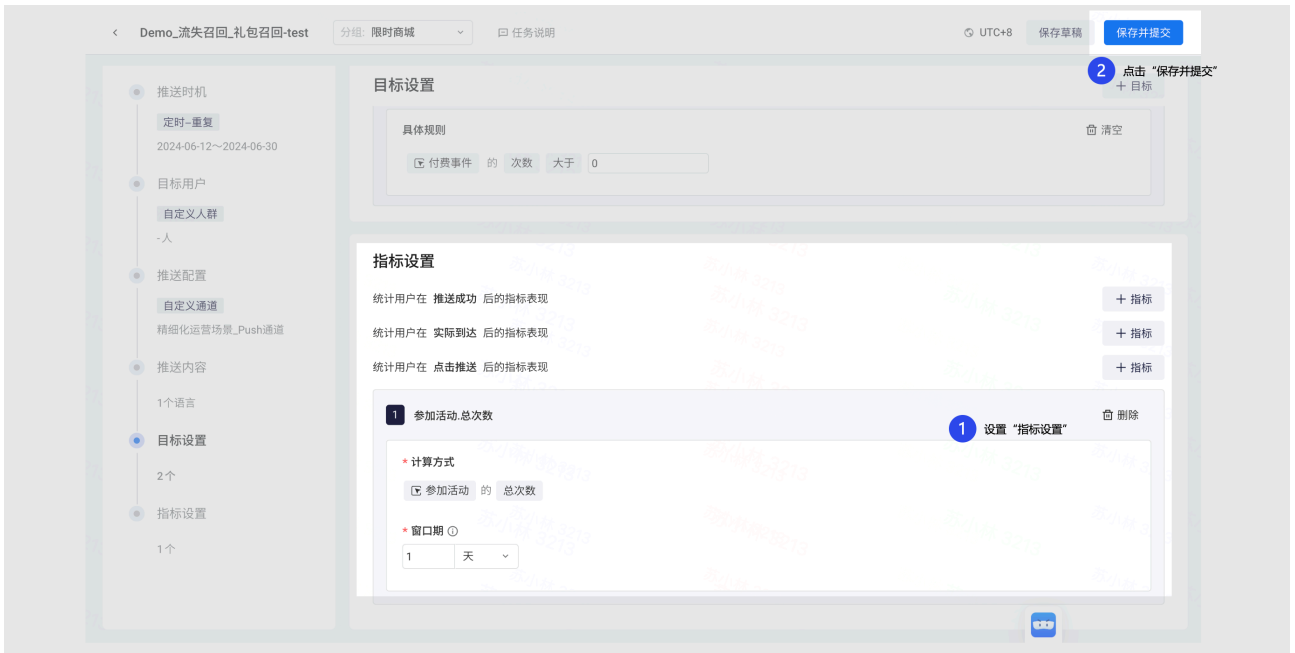 Demo_流失召回_礼包召回-test
分组: 限时商城
任务说明
UTC+8
保存草稿
保存并提交
2 点击“保存并提交”
推送时机
定时-重复
2024-06-12～2024-06-30
目标用户
自定义人群
-人
推送配置
自定义通道
精细化运营场景_Push通道
推送内容
1个语言
目标设置
2个
指标设置
1个
目标设置
+ 目标
具体规则
清空
付费事件 的 次数 大于 0
指标设置
统计用户在 推送成功 后的指标表现
+ 指标
统计用户在 实际到达 后的指标表现
+ 指标
统计用户在 点击推送 后的指标表现
+ 指标
1 参加活动.总次数
删除
1 设置“指标设置”
* 计算方式
参加活动 的 总次数
* 窗口期
1 天
苏小林 3213